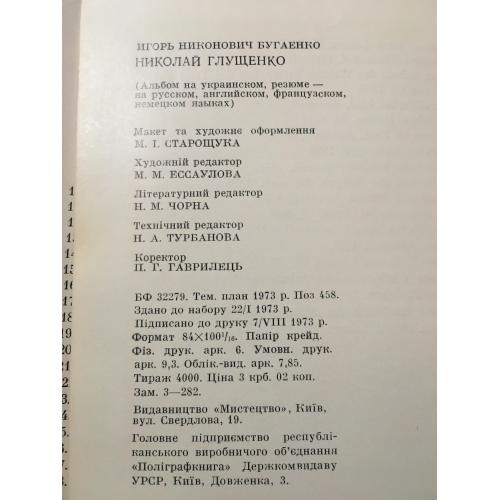 ИГОРЬ НИКОНОВИЧ БУГАЕНКО
НИКОЛАЙ ГЛУЩЕНКО
(Альбом на украинском, резюме —
на русском, английском, французском,
немецком языках)
Макет та художнє оформлення
М. І. СТАРОЩУКА
Художній редактор
М. М. ЕССАУЛОВА
Літературний редактор
Н. М. ЧОРНА
Технічний редактор
Н. А. ТУРБАНОВА
Коректор
П. Г. ГАВРИЛЕЦЬ
БФ 32279. Тем. план 1973 р. Поз 458.
Здано до набору 22/I 1973 р.
Підписано до друку 7/VIII 1973 р.
Формат 84×100¹/₁₆. Папір крейд.
Фіз. друк. арк. 6. Умовн. друк.
арк. 9,3. Облік.-вид. арк. 7,85.
Тираж 4000. Ціна 3 крб. 02 коп.
Зам. 3—282.
Видавництво «Мистецтво», Київ,
вул. Свердлова, 19.
Головне підприємство республі-
канського виробничого об'єднання
«Поліграфкнига» Держкомвидаву
УРСР, Київ, Довженка, 3.